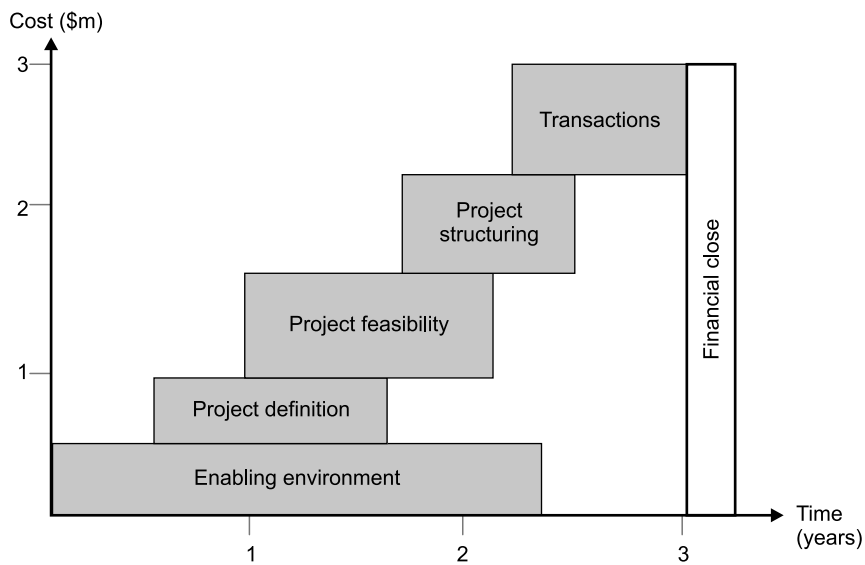 Cost ($m)
3
2
1
Transactions
Project
structuring
Project feasibility
Project definition
Enabling environment
Financial close
1
2
3
Time
(years)